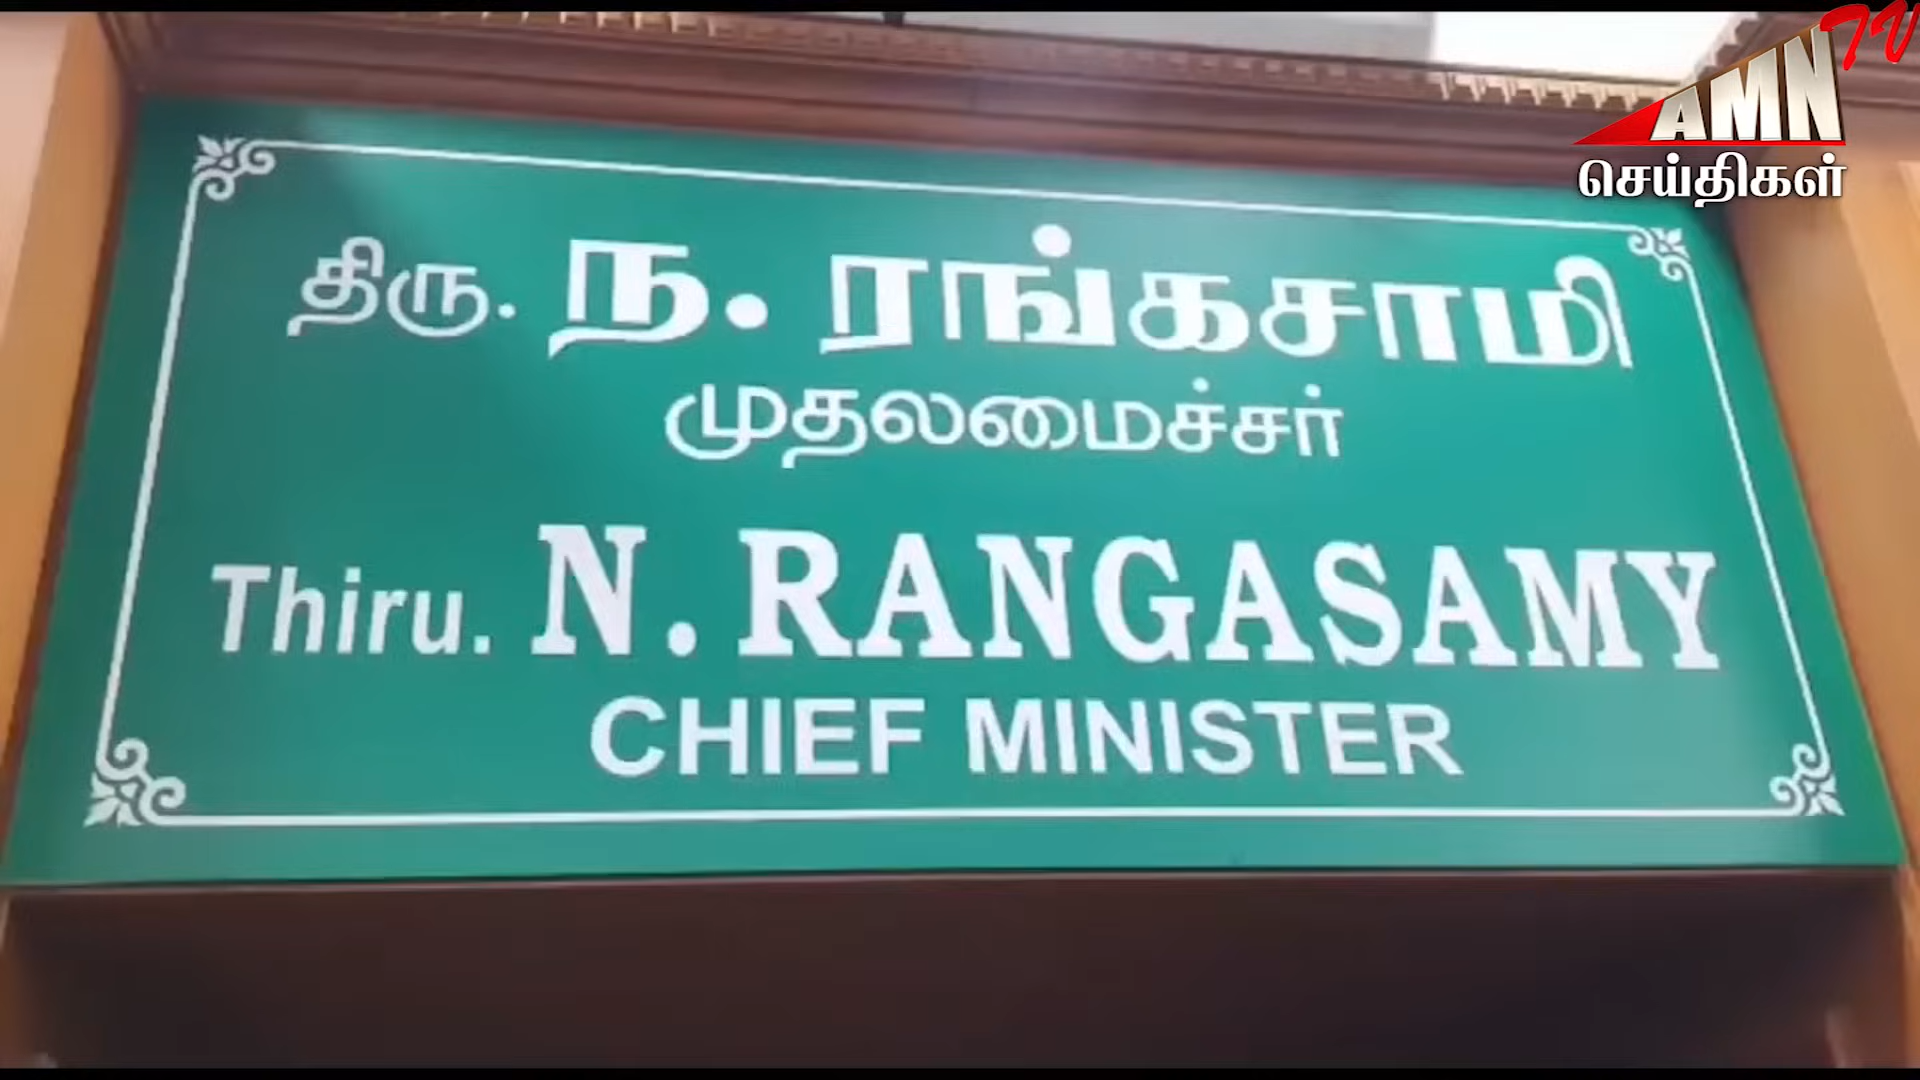 AMN TV
செய்திகள்
திரு. ந. ரங்கசாமி
முதலமைச்சர்
Thiru. N. RANGASAMY
CHIEF MINISTER